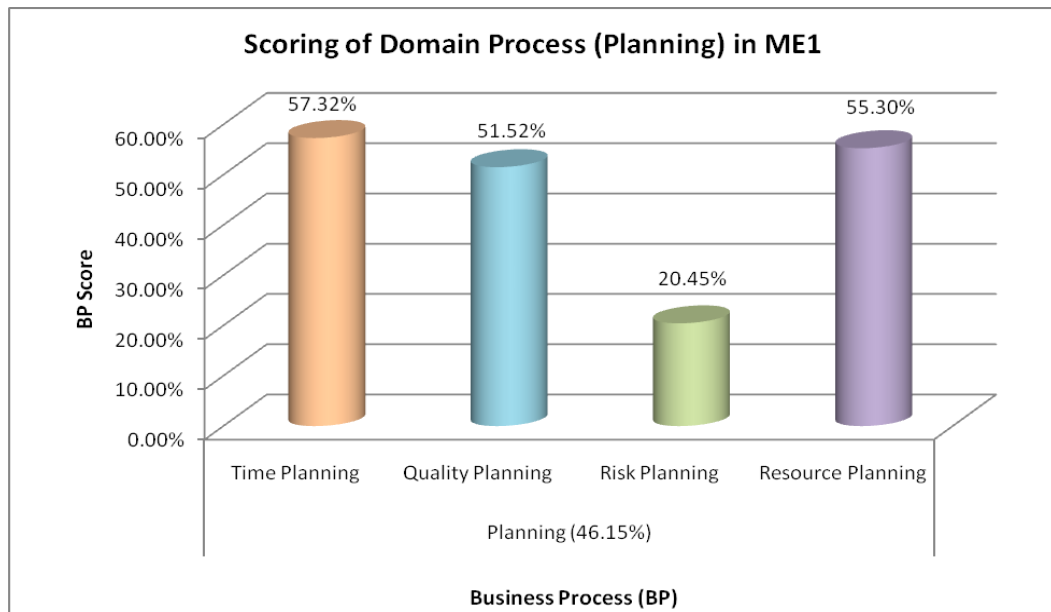 Scoring of Domain Process (Planning) in ME1
57.32%
51.52%
20.45%
55.30%
60.00%
50.00%
40.00%
30.00%
20.00%
10.00%
0.00%
BP Score
Time Planning
Quality Planning
Risk Planning
Resource Planning
Planning (46.15%)
Business Process (BP)